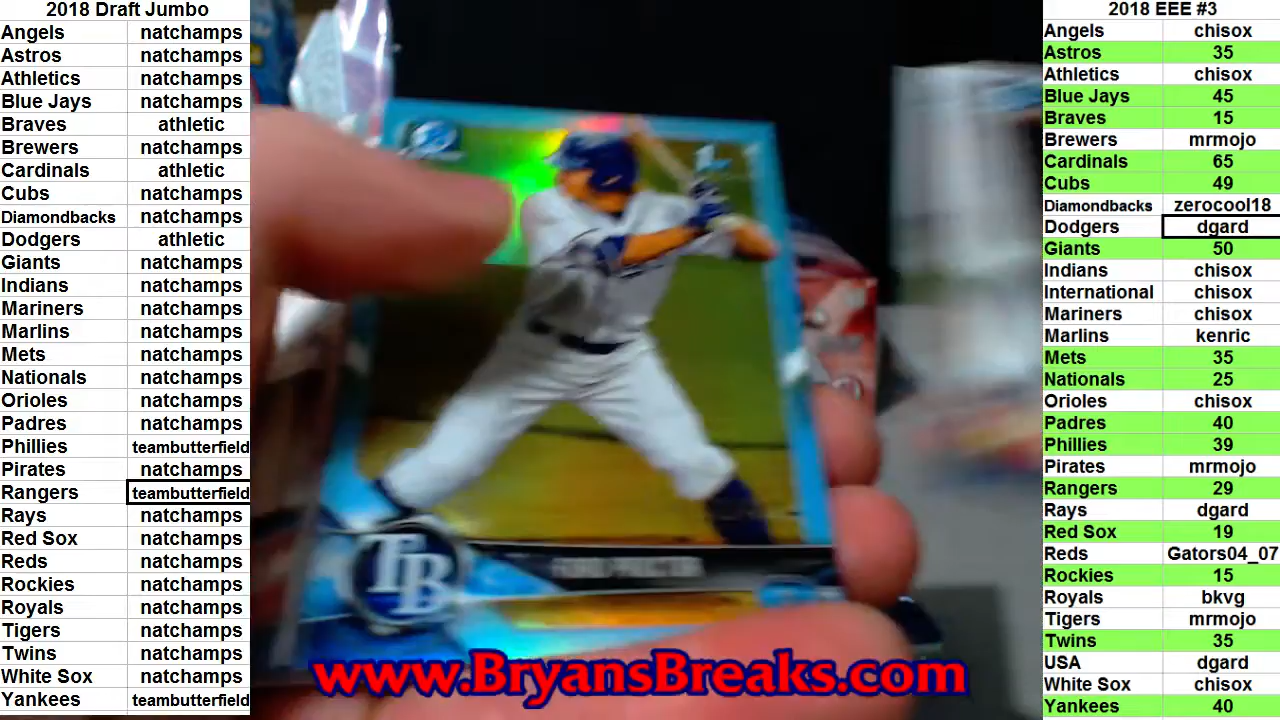 2018 Draft Jumbo
Angels natchamps
Astros natchamps
Athletics natchamps
Blue Jays natchamps
Braves athletic
Brewers natchamps
Cardinals athletic
Cubs natchamps
Diamondbacks natchamps
Dodgers athletic
Giants natchamps
Indians natchamps
Mariners natchamps
Marlins natchamps
Mets natchamps
Nationals natchamps
Orioles natchamps
Padres natchamps
Phillies teambutterfield
Pirates natchamps
Rangers teambutterfield
Rays natchamps
Red Sox natchamps
Reds natchamps
Rockies natchamps
Royals natchamps
Tigers natchamps
Twins natchamps
White Sox natchamps
Yankees teambutterfield
1st
TB
www.BryansBreaks.com
2018 EEE #3
Angels chisox
Astros 35
Athletics chisox
Blue Jays 45
Braves 15
Brewers mrmojo
Cardinals 65
Cubs 49
Diamondbacks zerocool18
Dodgers dgard
Giants 50
Indians chisox
International chisox
Mariners chisox
Marlins kenric
Mets 35
Nationals 25
Orioles chisox
Padres 40
Phillies 39
Pirates mrmojo
Rangers 29
Rays dgard
Red Sox 19
Reds Gators04_07
Rockies 15
Royals bkvg
Tigers mrmojo
Twins 35
USA dgard
White Sox chisox
Yankees 40